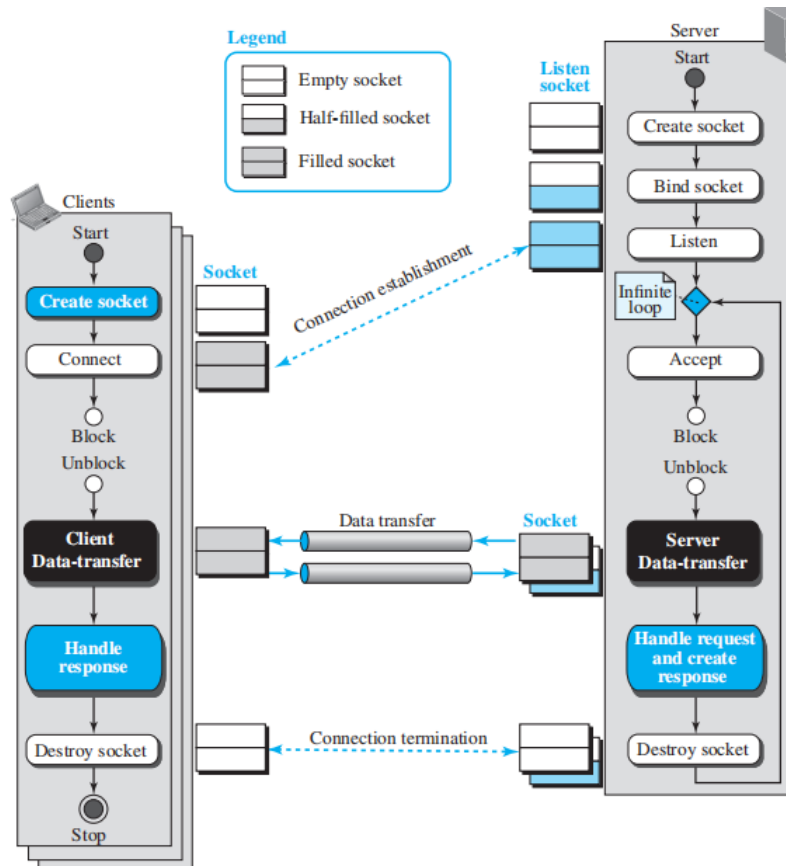 Legend
Empty socket
Half-filled socket
Filled socket
Server
Start
Listen
socket
Create socket
Bind socket
Listen
Infinite
loop
Accept
Block
Unblock
Server
Data-transfer
Handle request
and create
response
Destroy socket
Clients
Start
Socket
Create socket
Connect
Block
Unblock
Client
Data-transfer
Handle
response
Destroy socket
Stop
Connection establishment
Data transfer
Socket
Connection termination